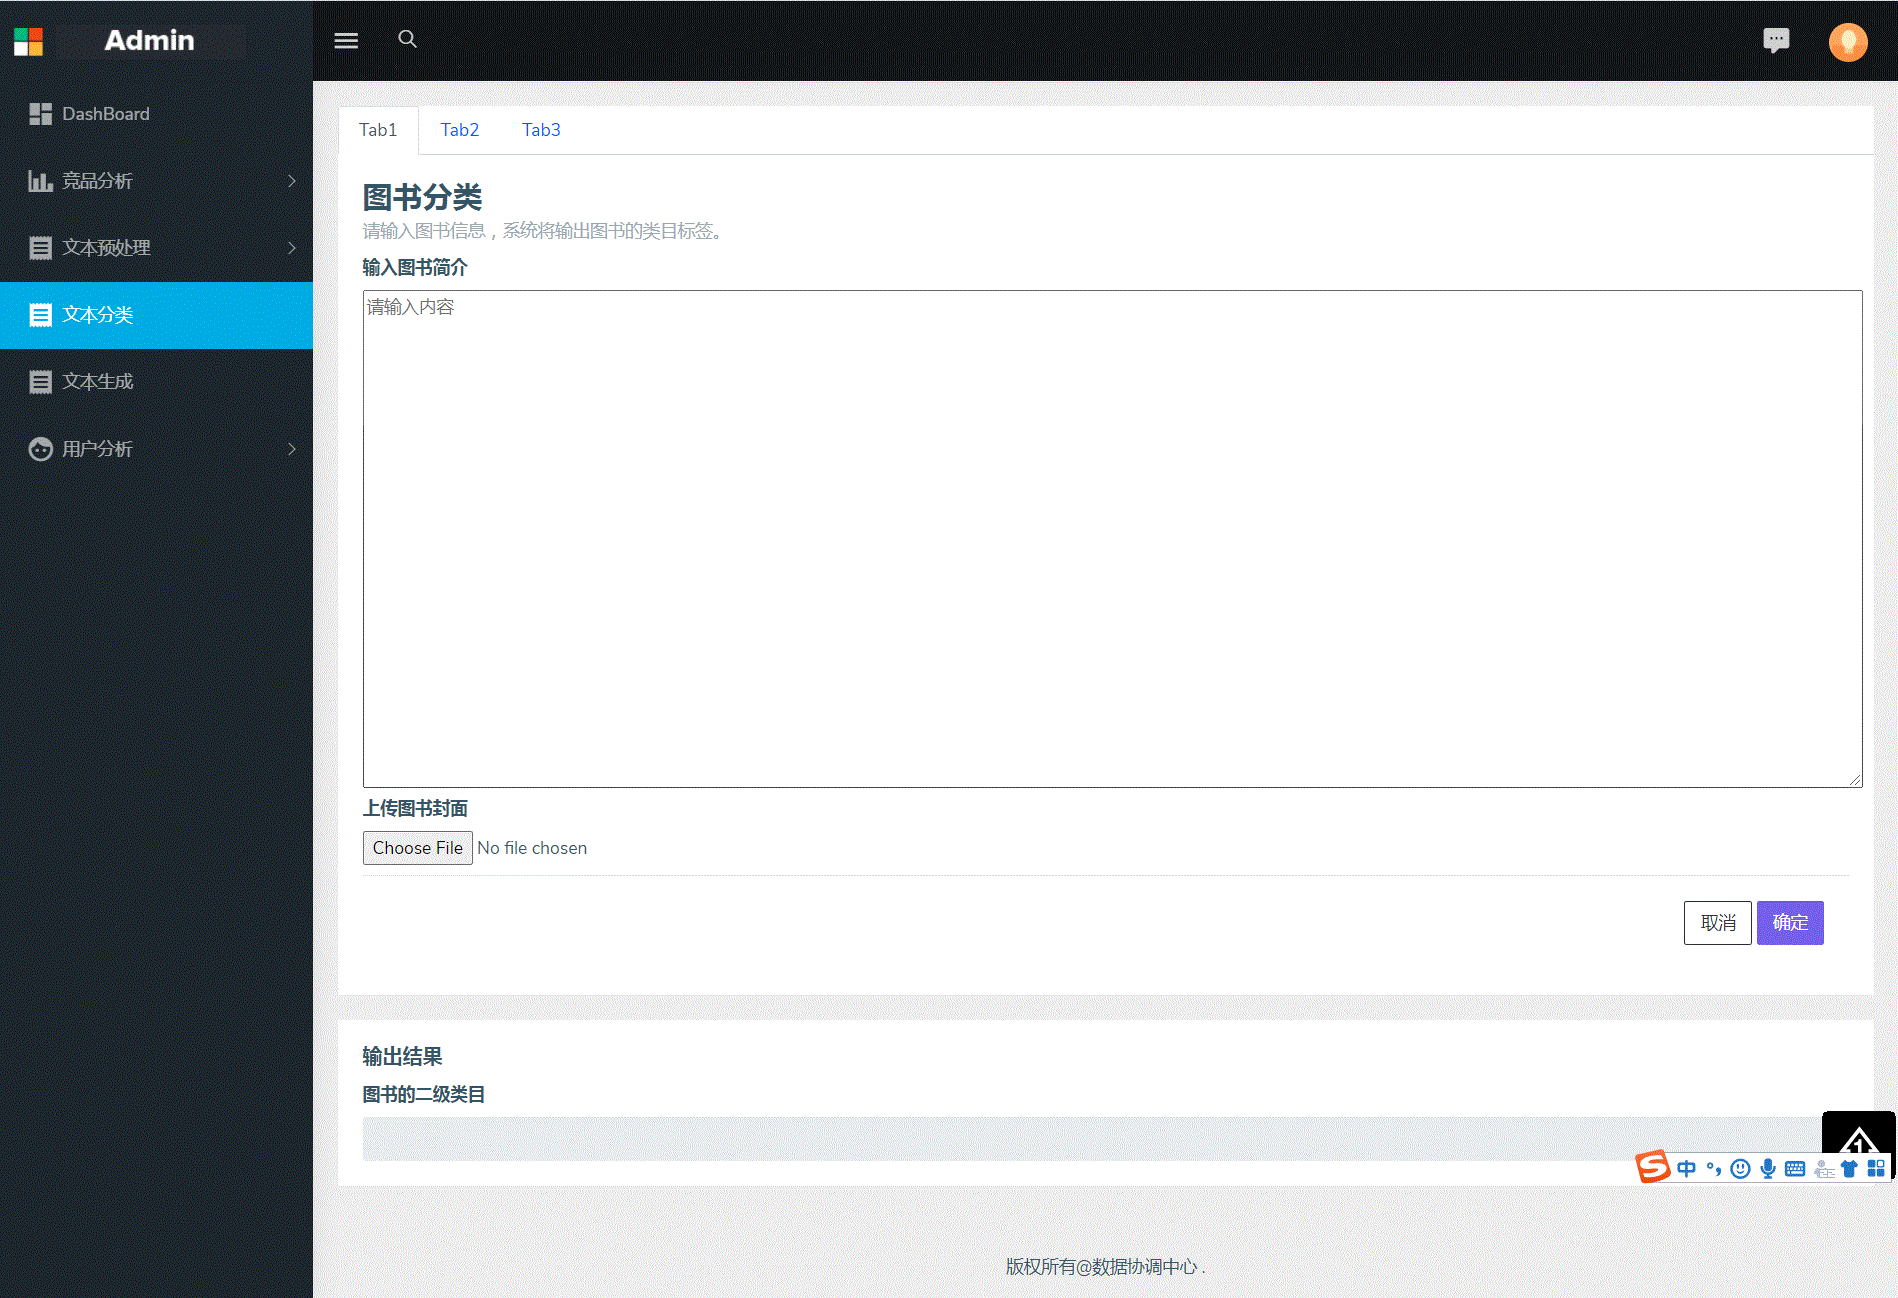 Admin
DashBoard
竞品分析
文本预处理
文本分类
文本生成
用户分析
Tab1 Tab2 Tab3
图书分类
请输入图书信息，系统将输出图书的类目标签。
输入图书简介
请输入内容
上传图书封面
Choose File No file chosen
取消 确定
输出结果
图书的二级类目
1
S 中 °,
版权所有@数据协调中心 .